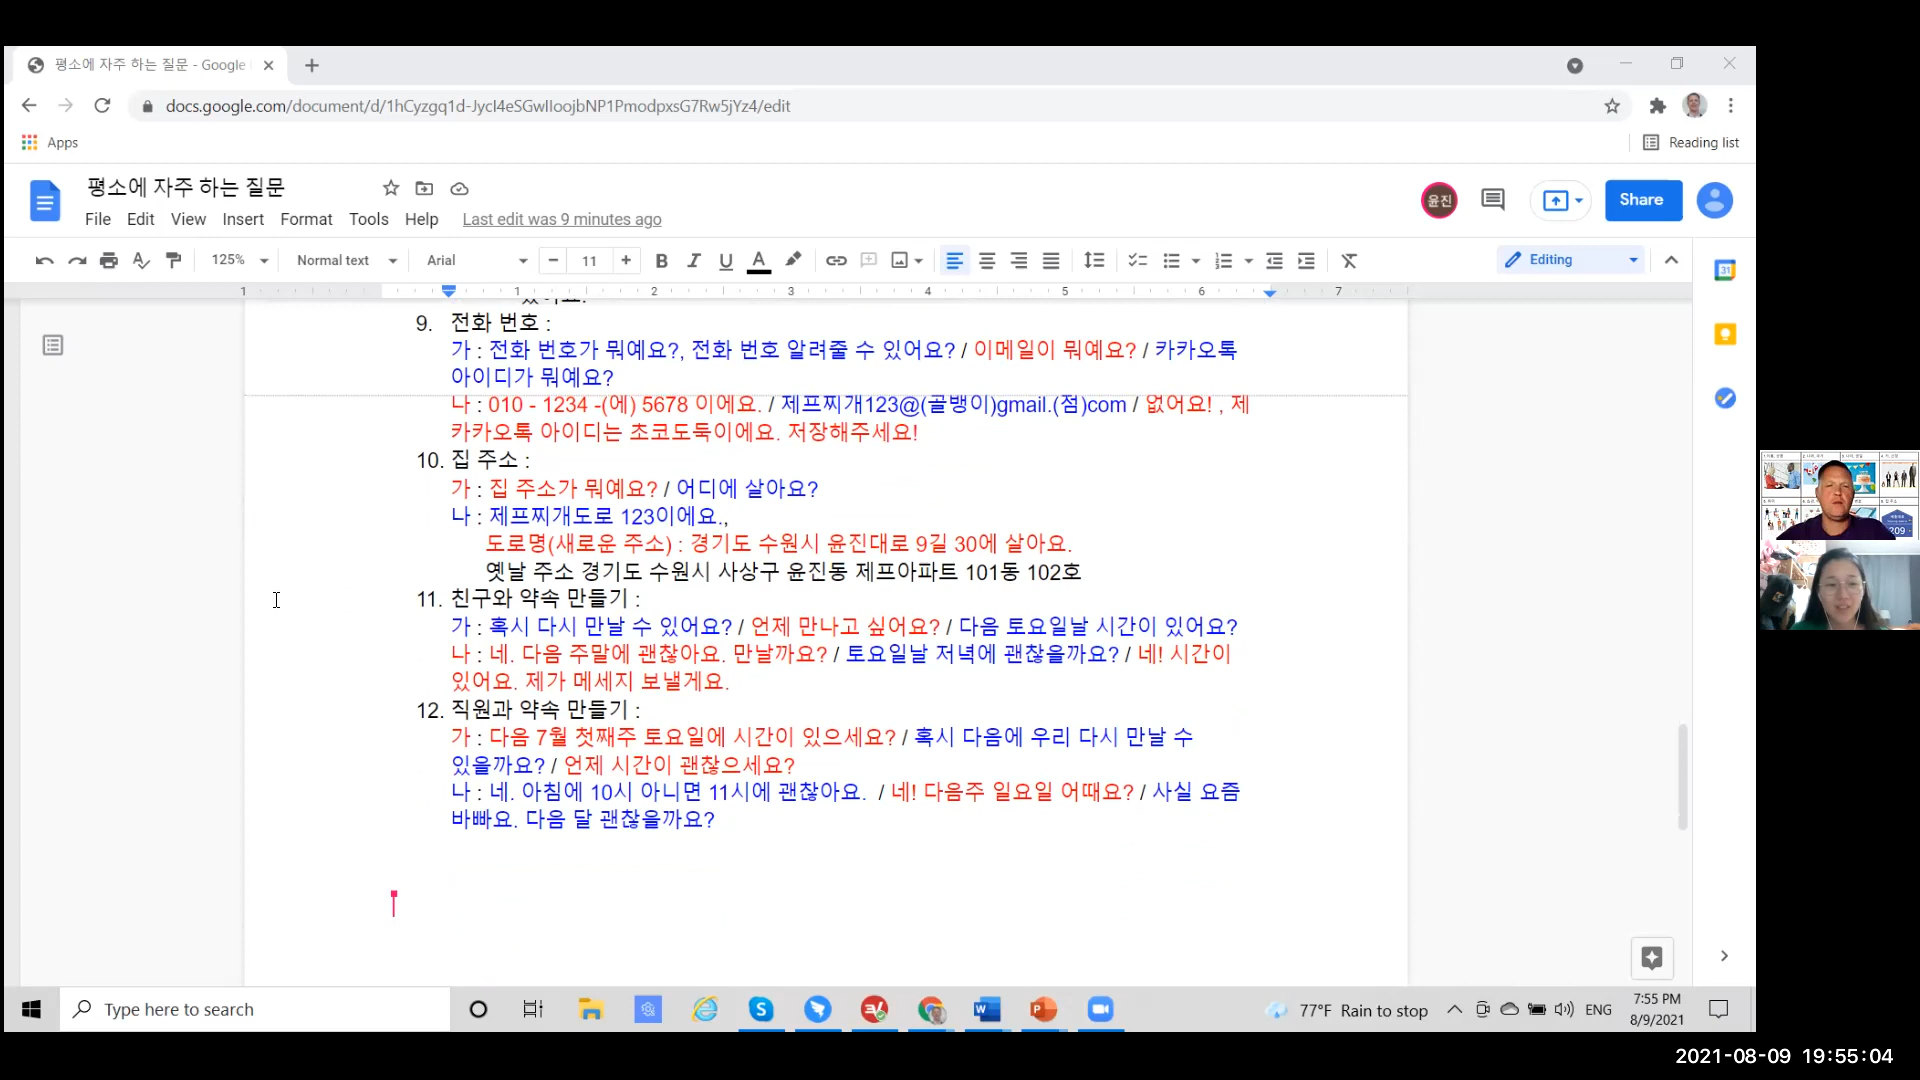 평소에 자주 하는 질문 - Google
docs.google.com/document/d/1hCyzgq1d-JycI4eSGwIIoojbNP1PmodpxsG7Rw5jYz4/edit
Apps
Reading list
평소에 자주 하는 질문
File Edit View Insert Format Tools Help Last edit was 9 minutes ago
윤진
Share
125% Normal text Arial 11 Editing
1 1 2 3 4 5 6 7
9. 전화 번호 :
가 : 전화 번호가 뭐예요?, 전화 번호 알려줄 수 있어요? / 이메일이 뭐예요? / 카카오톡
아이디가 뭐예요?
나 : 010 - 1234 -(에) 5678 이에요. / 제프찌개123@(골뱅이)gmail.(점)com / 없어요! , 제
카카오톡 아이디는 초코도둑이에요. 저장해주세요!
10. 집 주소 :
가 : 집 주소가 뭐예요? / 어디에 살아요?
나 : 제프찌개도로 123이에요.,
도로명(새로운 주소) : 경기도 수원시 윤진대로 9길 30에 살아요.
옛날 주소 경기도 수원시 사상구 윤진동 제프아파트 101동 102호
11. 친구와 약속 만들기 :
가 : 혹시 다시 만날 수 있어요? / 언제 만나고 싶어요? / 다음 토요일날 시간이 있어요?
나 : 네. 다음 주말에 괜찮아요. 만날까요? / 토요일날 저녁에 괜찮을까요? / 네! 시간이
있어요. 제가 메세지 보낼게요.
12. 직원과 약속 만들기 :
가 : 다음 7월 첫째주 토요일에 시간이 있으세요? / 혹시 다음에 우리 다시 만날 수
있을까요? / 언제 시간이 괜찮으세요?
나 : 네. 아침에 10시 아니면 11시에 괜찮아요. / 네! 다음주 일요일 어때요? / 사실 요즘
바빠요. 다음 달 괜찮을까요?
209
Type here to search
77°F Rain to stop
ENG
7:55 PM
8/9/2021
2021-08-09 19:55:04